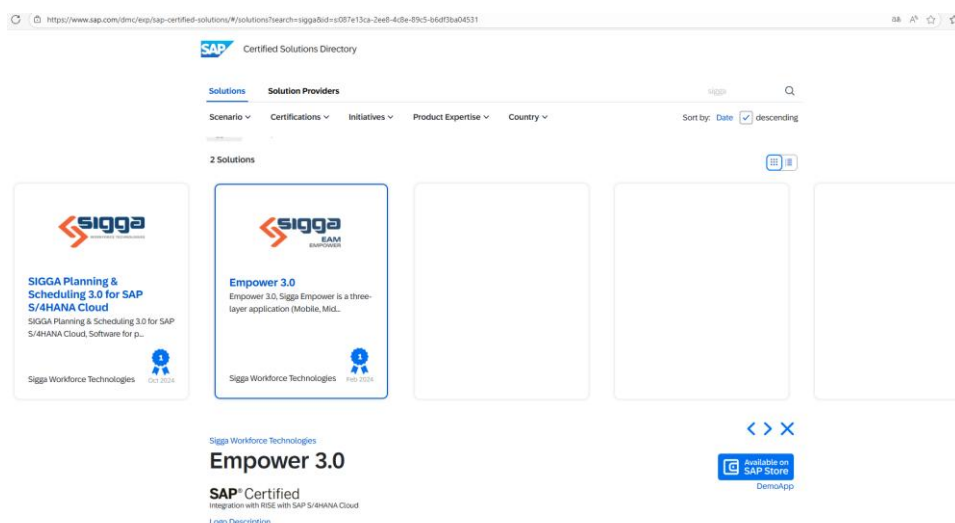 https://www.sap.com/dmc/exp/sap-certified-solutions/#/solutions?search=sigga&id=s:087e13ca-2ee8-4c8e-89c5-b6df3ba04531
SAP Certified Solutions Directory
Solutions Solution Providers
sigga
Scenario Certifications Initiatives Product Expertise Country
Sort by: Date descending
2 Solutions
sigga
WORKFORCE TECHNOLOGIES
SIGGA Planning &
Scheduling 3.0 for SAP
S/4HANA Cloud
SIGGA Planning & Scheduling 3.0 for SAP
S/4HANA Cloud, Software for p...
1
Sigga Workforce Technologies
Oct 2024
sigga
EAM
EMPOWER
Empower 3.0
Empower 3.0, Sigga Empower is a three-
layer application (Mobile, Mid...
1
Sigga Workforce Technologies
Feb 2024
Sigga Workforce Technologies
Empower 3.0
SAP® Certified
Integration with RISE with SAP S/4HANA Cloud
Logo Description
Available on
SAP Store
DemoApp